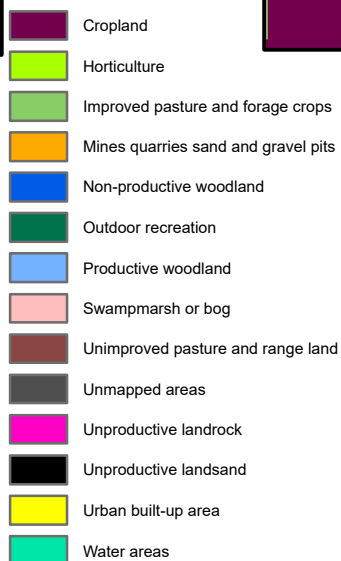 Cropland
Horticulture
Improved pasture and forage crops
Mines quarries sand and gravel pits
Non-productive woodland
Outdoor recreation
Productive woodland
Swampmarsh or bog
Unimproved pasture and range land
Unmapped areas
Unproductive landrock
Unproductive landsand
Urban built-up area
Water areas